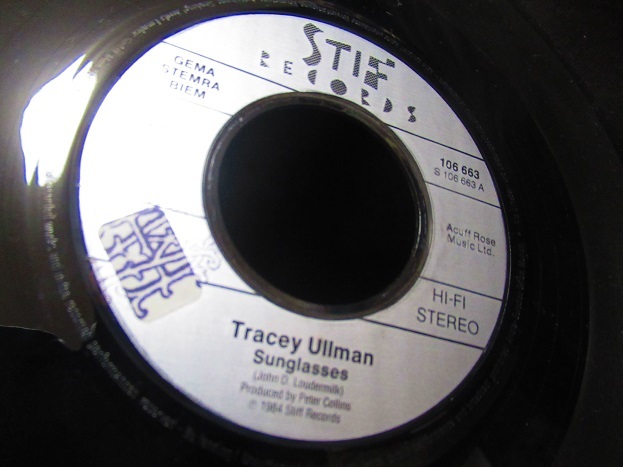 STIFF
RECORDS
GEMA
STEMRA
BIEM
106 663
S 106 663 A
Acuff Rose
Music Ltd.
HI-FI
STEREO
Tracey Ullman
Sunglasses
(John D. Loudermilk)
Produced by Peter Collins
℗ 1984 Stiff Records